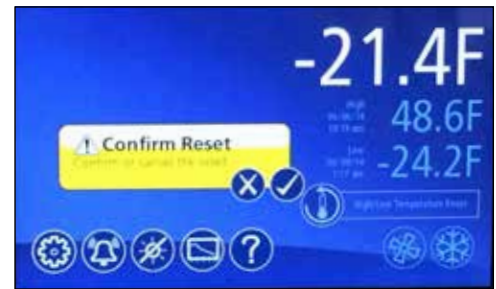 -21.4F
High
48.6F
Low
-24.2F
Confirm Reset
Confirm or cancel the reset
High/Low Temperature Reset
?